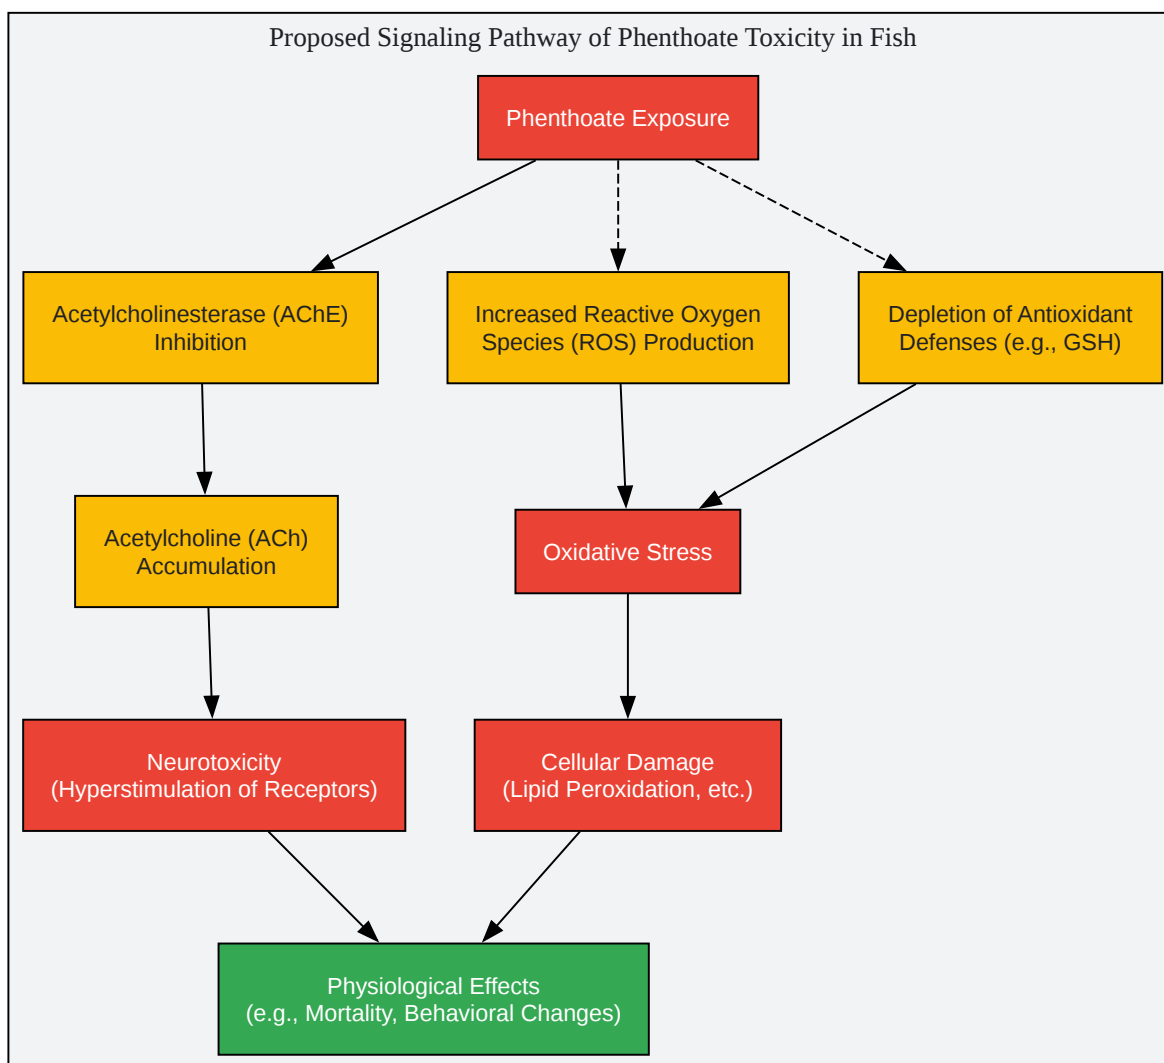 Proposed Signaling Pathway of Phenthoate Toxicity in Fish
Phenthoate Exposure
Acetylcholinesterase (AChE)
Inhibition
Increased Reactive Oxygen
Species (ROS) Production
Depletion of Antioxidant
Defenses (e.g., GSH)
Acetylcholine (ACh)
Accumulation
Oxidative Stress
Neurotoxicity
(Hyperstimulation of Receptors)
Cellular Damage
(Lipid Peroxidation, etc.)
Physiological Effects
(e.g., Mortality, Behavioral Changes)